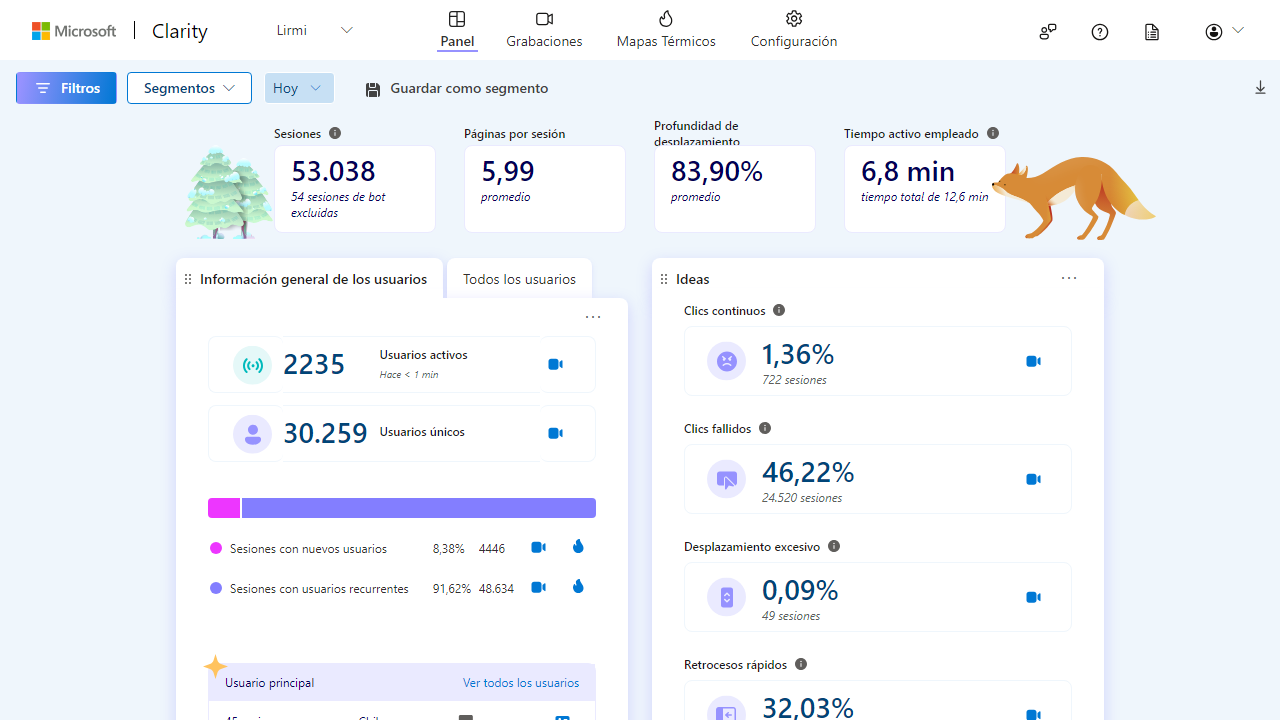 Microsoft
Clarity
Lirmi
Panel
Grabaciones
Mapas Térmicos
Configuración
Filtros
Segmentos
Hoy
Guardar como segmento
Sesiones
53.038
54 sesiones de bot
excluidas
Páginas por sesión
5,99
promedio
Profundidad de
desplazamiento
83,90%
promedio
Tiempo activo empleado
6,8 min
tiempo total de 12,6 min
Información general de los usuarios
Todos los usuarios
2235
Usuarios activos
Hace < 1 min
30.259
Usuarios únicos
Sesiones con nuevos usuarios 8,38% 4446
Sesiones con usuarios recurrentes 91,62% 48.634
Usuario principal
Ver todos los usuarios
Ideas
Clics continuos
1,36%
722 sesiones
Clics fallidos
46,22%
24.520 sesiones
Desplazamiento excesivo
0,09%
49 sesiones
Retrocesos rápidos
32,03%